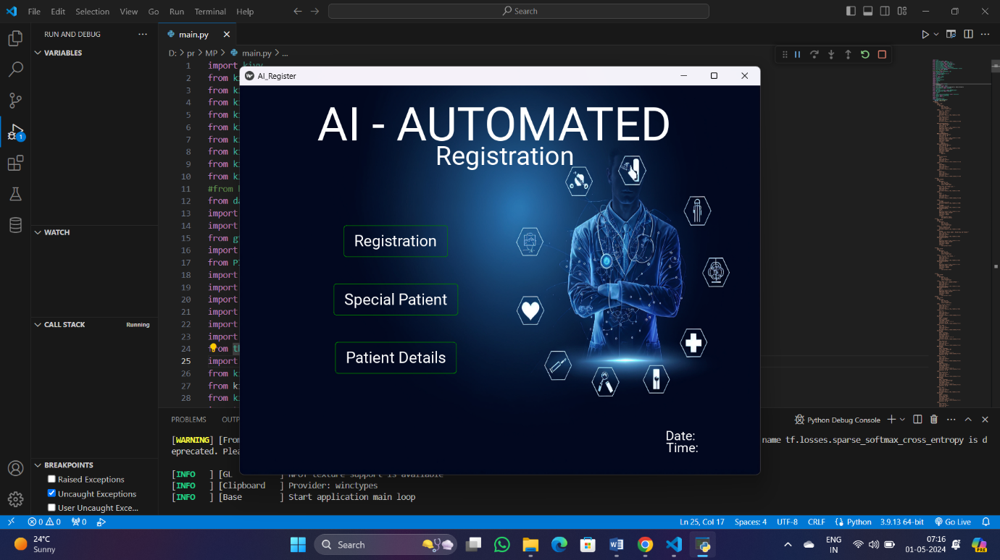 File Edit Selection View Go Run Terminal Help
Search
RUN AND DEBUG
main.py
VARIABLES
D: > pr > MP > main.py > ...
1 import kivy
2 from
3 from
4 from
5 from
6 from
7 from
8 from
9 from
10 from
11 #from
12 from
13 import
14 import
15 from
16 import
17 from
18 import
19 import
20 import
21 import
22 import
23 import
24 from
25 import
26 from
27 from
28 from
AI_Register
AI - AUTOMATED
Registration
Registration
Special Patient
Patient Details
Date:
Time:
WATCH
CALL STACK Running
BREAKPOINTS
Raised Exceptions
Uncaught Exceptions
User Uncaught Exce...
1
PROBLEMS
Python Debug Console
[WARNING] name tf.losses.sparse_softmax_cross_entropy is d
eprecated.
[INFO ] [GL ] NPOT texture support is available
[INFO ] [Clipboard ] Provider: winctypes
[INFO ] [Base ] Start application main loop
0 0 0
Ln 25, Col 17 Spaces: 4 UTF-8 CRLF Python 3.9.13 64-bit Go Live
24°C
Sunny
Search
ENG
IN
07:16
01-05-2024
PRE